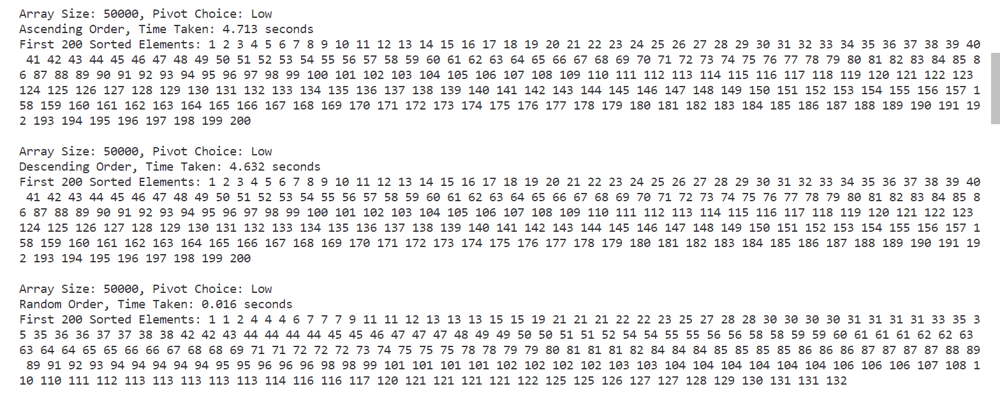 Array Size: 50000, Pivot Choice: Low
Ascending Order, Time Taken: 4.713 seconds
First 200 Sorted Elements: 1 2 3 4 5 6 7 8 9 10 11 12 13 14 15 16 17 18 19 20 21 22 23 24 25 26 27 28 29 30 31 32 33 34 35 36 37 38 39 40
41 42 43 44 45 46 47 48 49 50 51 52 53 54 55 56 57 58 59 60 61 62 63 64 65 66 67 68 69 70 71 72 73 74 75 76 77 78 79 80 81 82 83 84 85 8
6 87 88 89 90 91 92 93 94 95 96 97 98 99 100 101 102 103 104 105 106 107 108 109 110 111 112 113 114 115 116 117 118 119 120 121 122 123
124 125 126 127 128 129 130 131 132 133 134 135 136 137 138 139 140 141 142 143 144 145 146 147 148 149 150 151 152 153 154 155 156 157 1
58 159 160 161 162 163 164 165 166 167 168 169 170 171 172 173 174 175 176 177 178 179 180 181 182 183 184 185 186 187 188 189 190 191 19
2 193 194 195 196 197 198 199 200
Array Size: 50000, Pivot Choice: Low
Descending Order, Time Taken: 4.632 seconds
First 200 Sorted Elements: 1 2 3 4 5 6 7 8 9 10 11 12 13 14 15 16 17 18 19 20 21 22 23 24 25 26 27 28 29 30 31 32 33 34 35 36 37 38 39 40
41 42 43 44 45 46 47 48 49 50 51 52 53 54 55 56 57 58 59 60 61 62 63 64 65 66 67 68 69 70 71 72 73 74 75 76 77 78 79 80 81 82 83 84 85 8
6 87 88 89 90 91 92 93 94 95 96 97 98 99 100 101 102 103 104 105 106 107 108 109 110 111 112 113 114 115 116 117 118 119 120 121 122 123
124 125 126 127 128 129 130 131 132 133 134 135 136 137 138 139 140 141 142 143 144 145 146 147 148 149 150 151 152 153 154 155 156 157 1
58 159 160 161 162 163 164 165 166 167 168 169 170 171 172 173 174 175 176 177 178 179 180 181 182 183 184 185 186 187 188 189 190 191 19
2 193 194 195 196 197 198 199 200
Array Size: 50000, Pivot Choice: Low
Random Order, Time Taken: 0.016 seconds
First 200 Sorted Elements: 1 1 2 4 4 4 6 7 7 7 9 11 11 12 13 13 13 15 15 19 21 21 21 22 22 23 25 27 28 28 30 30 30 30 31 31 31 31 33 35 3
5 35 36 36 37 37 38 38 42 42 43 44 44 44 44 45 45 46 47 47 47 48 49 49 50 50 51 51 52 54 54 55 55 56 56 58 58 59 59 60 61 61 61 62 62 63
63 64 64 65 65 66 66 67 68 68 69 71 71 72 72 72 73 74 75 75 75 78 78 79 79 80 81 81 81 82 84 84 84 85 85 85 85 86 86 86 87 87 87 87 88 89
89 91 92 93 94 94 94 94 94 95 95 96 96 96 98 98 99 101 101 101 101 102 102 102 102 103 103 104 104 104 104 104 104 106 106 106 107 108 1
10 110 111 112 113 113 113 113 113 114 116 116 117 120 121 121 121 121 122 125 125 126 127 127 128 129 130 131 131 132